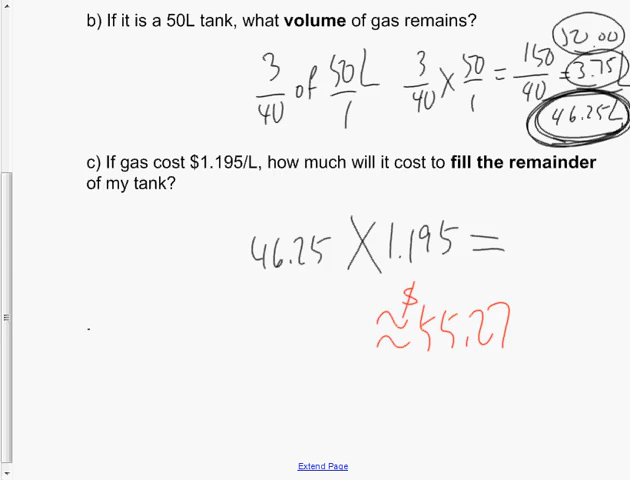 b) If it is a 50L tank, what volume of gas remains?
3/40 of 50L/1 3/40 × 50/1 = 150/40 = 3.75L
50.00
46.25L
c) If gas cost $1.195/L, how much will it cost to fill the remainder
of my tank?
46.25 × 1.195 =
≈ $55.27
Extend Page